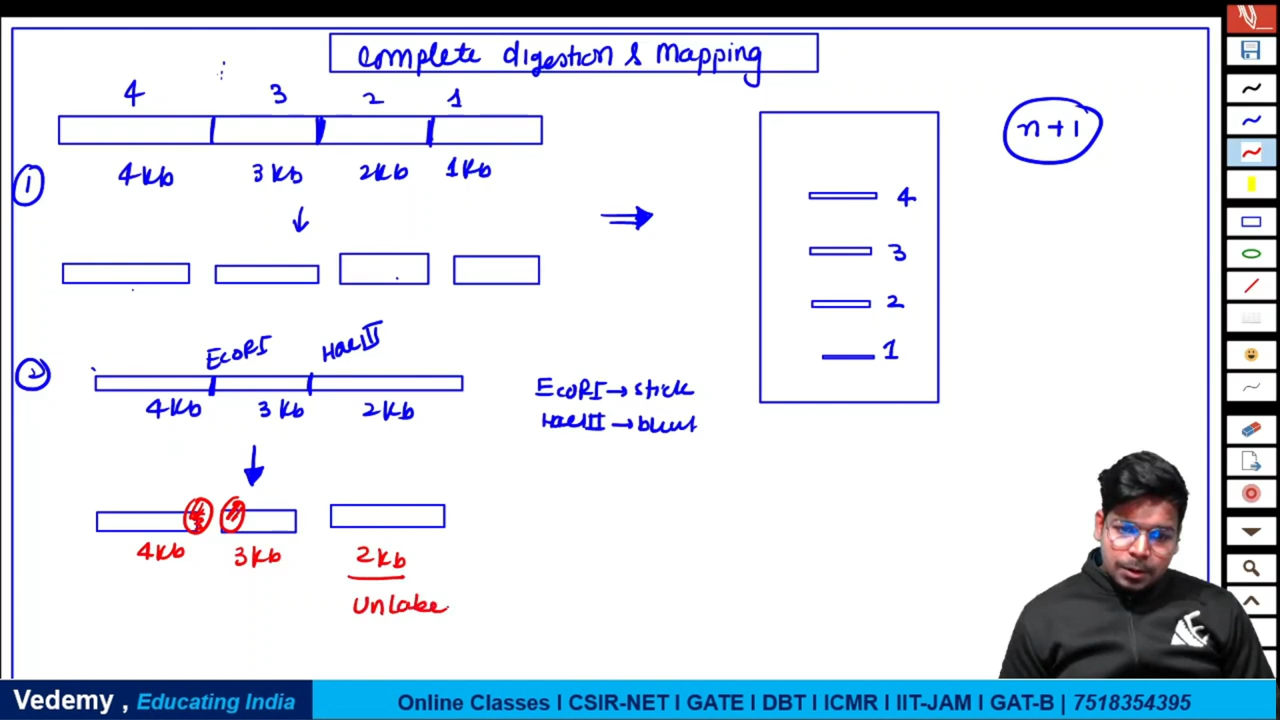 Complete digestion & Mapping
4 3 2 1
4Kb 3Kb 2Kb 1Kb
①
n+1
4
3
2
1
②
EcoRI HaeIII
4Kb 3Kb 2Kb
EcoRI→stick
HaeIII→blunt
4Kb 3Kb 2Kb
Unlabe
Vedemy , Educating India
Online Classes I CSIR-NET I GATE I DBT I ICMR I IIT-JAM I GAT-B | 7518354395